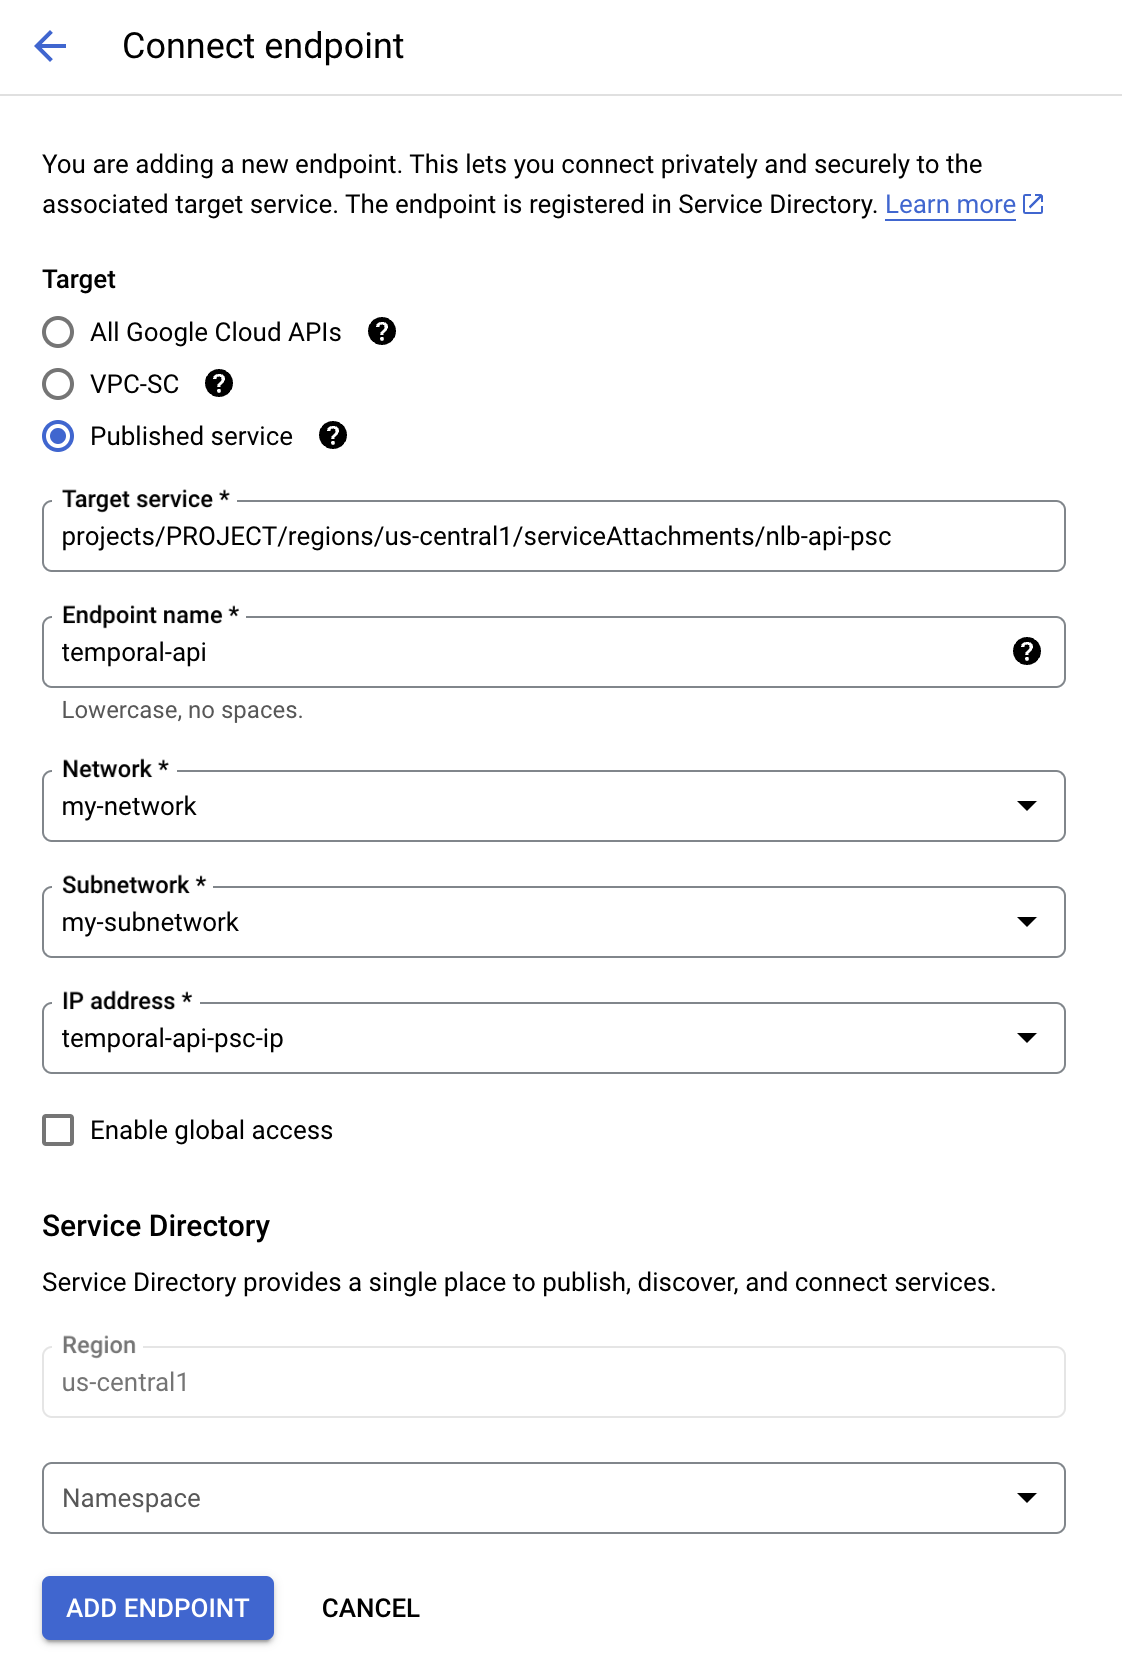 Connect endpoint
You are adding a new endpoint. This lets you connect privately and securely to the
associated target service. The endpoint is registered in Service Directory. Learn more
Target
All Google Cloud APIs
VPC-SC
Published service
Target service *
projects/PROJECT/regions/us-central1/serviceAttachments/nlb-api-psc
Endpoint name *
temporal-api
Lowercase, no spaces.
Network *
my-network
Subnetwork *
my-subnetwork
IP address *
temporal-api-psc-ip
Enable global access
Service Directory
Service Directory provides a single place to publish, discover, and connect services.
Region
us-central1
Namespace
ADD ENDPOINT CANCEL